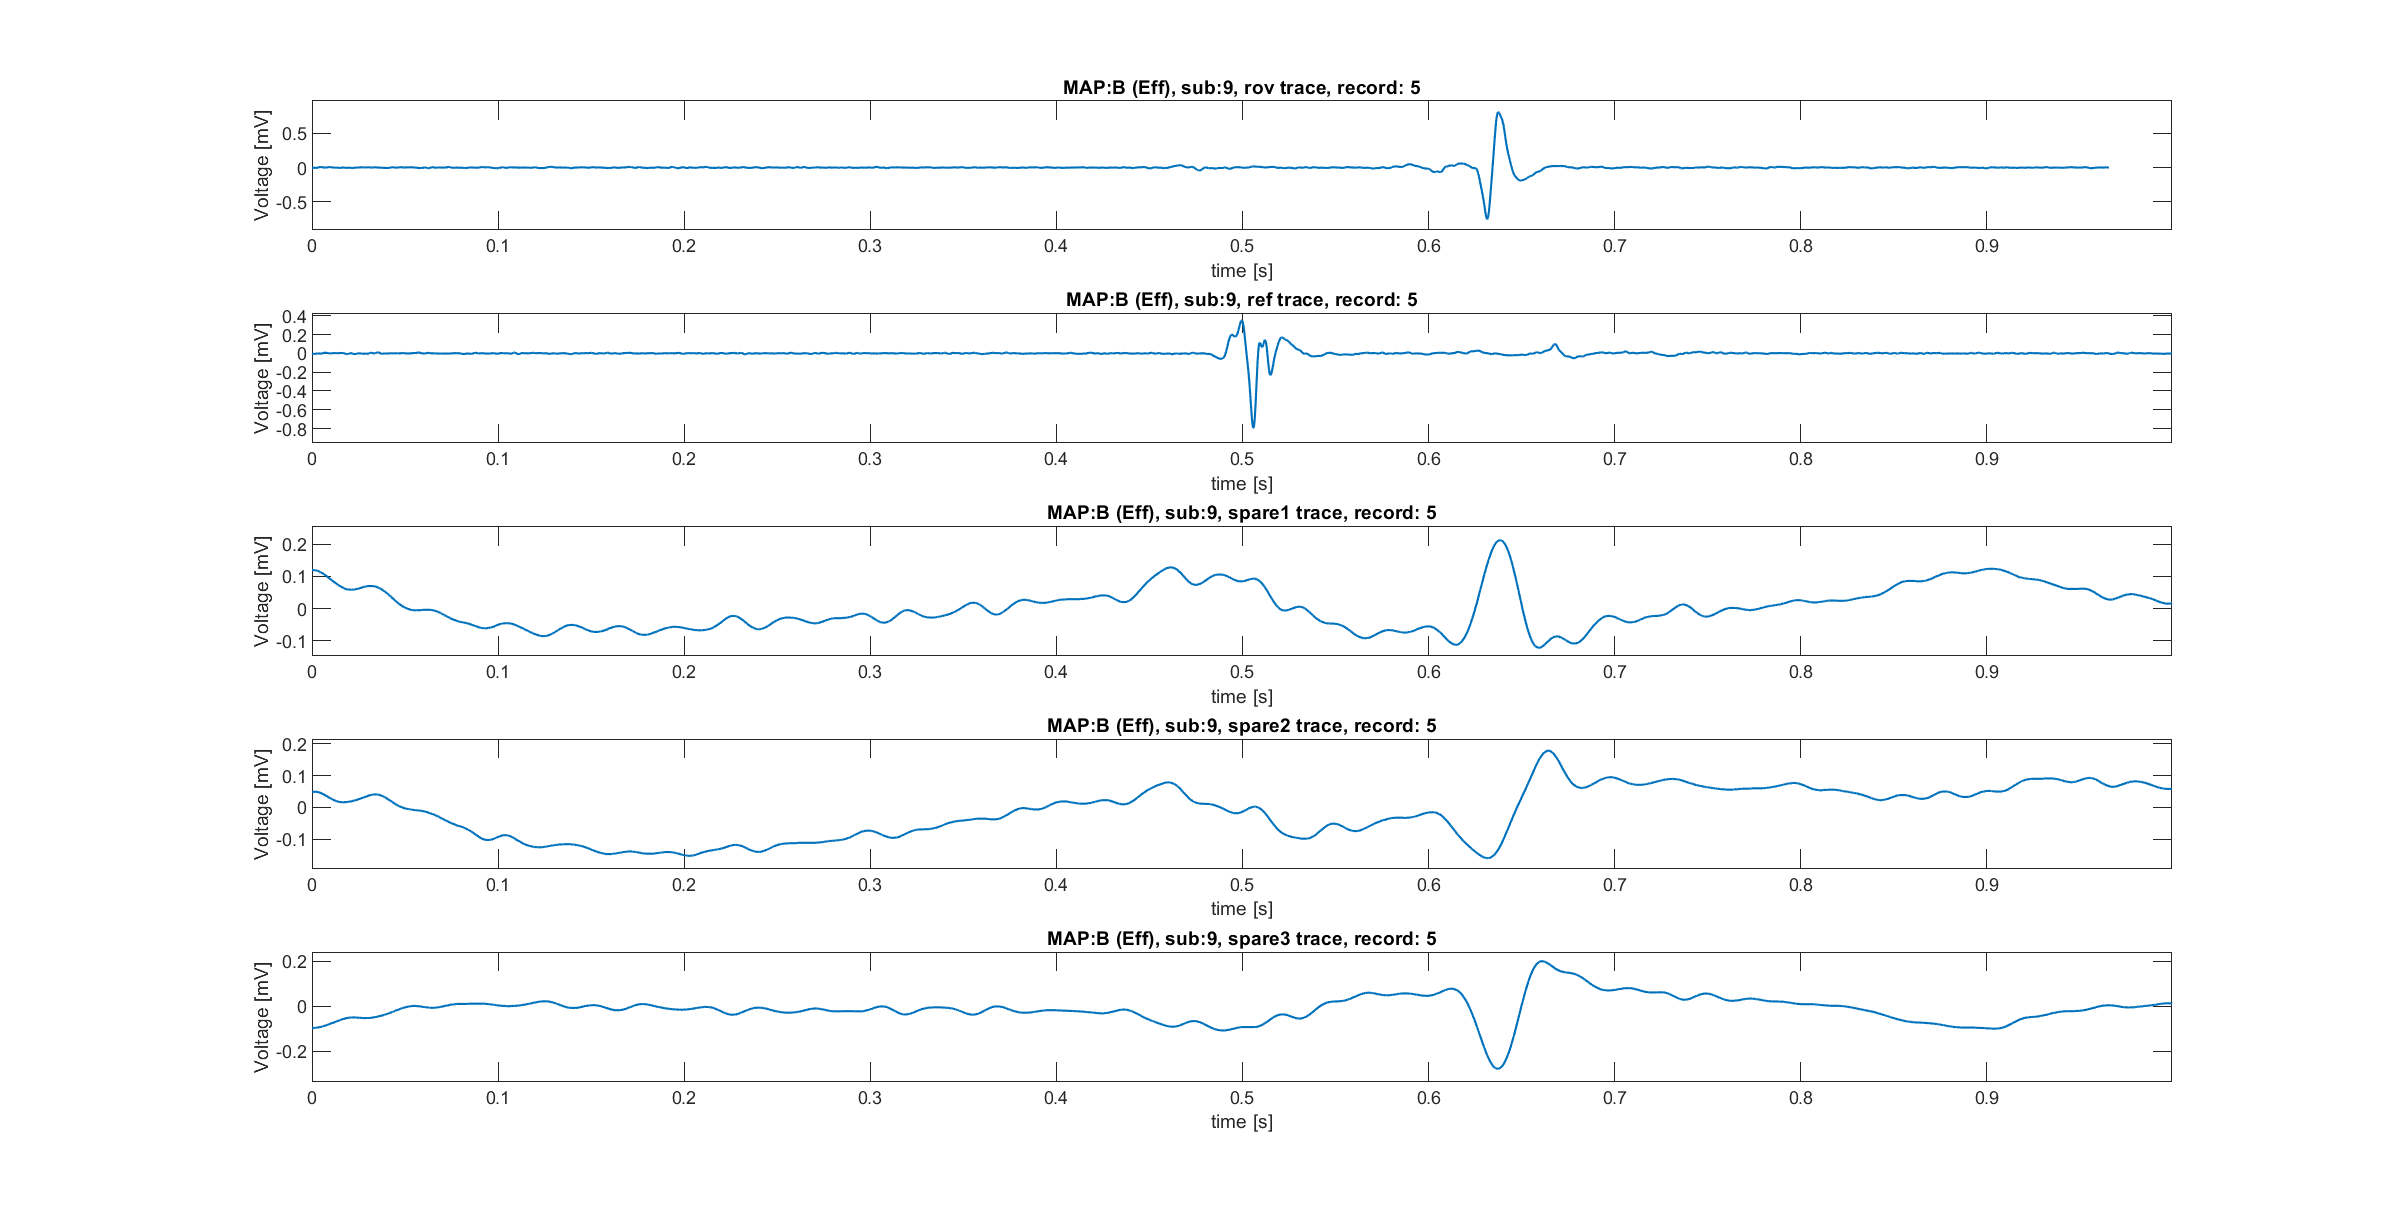 MAP:B (Eff), sub:9, rov trace, record: 5
Voltage [mV]
0.5
0
-0.5
0 0.1 0.2 0.3 0.4 0.5 0.6 0.7 0.8 0.9
time [s]
MAP:B (Eff), sub:9, ref trace, record: 5
Voltage [mV]
0.4
0.2
0
-0.2
-0.4
-0.6
-0.8
0 0.1 0.2 0.3 0.4 0.5 0.6 0.7 0.8 0.9
time [s]
MAP:B (Eff), sub:9, spare1 trace, record: 5
Voltage [mV]
0.2
0.1
0
-0.1
0 0.1 0.2 0.3 0.4 0.5 0.6 0.7 0.8 0.9
time [s]
MAP:B (Eff), sub:9, spare2 trace, record: 5
Voltage [mV]
0.2
0.1
0
-0.1
0 0.1 0.2 0.3 0.4 0.5 0.6 0.7 0.8 0.9
time [s]
MAP:B (Eff), sub:9, spare3 trace, record: 5
Voltage [mV]
0.2
0
-0.2
0 0.1 0.2 0.3 0.4 0.5 0.6 0.7 0.8 0.9
time [s]